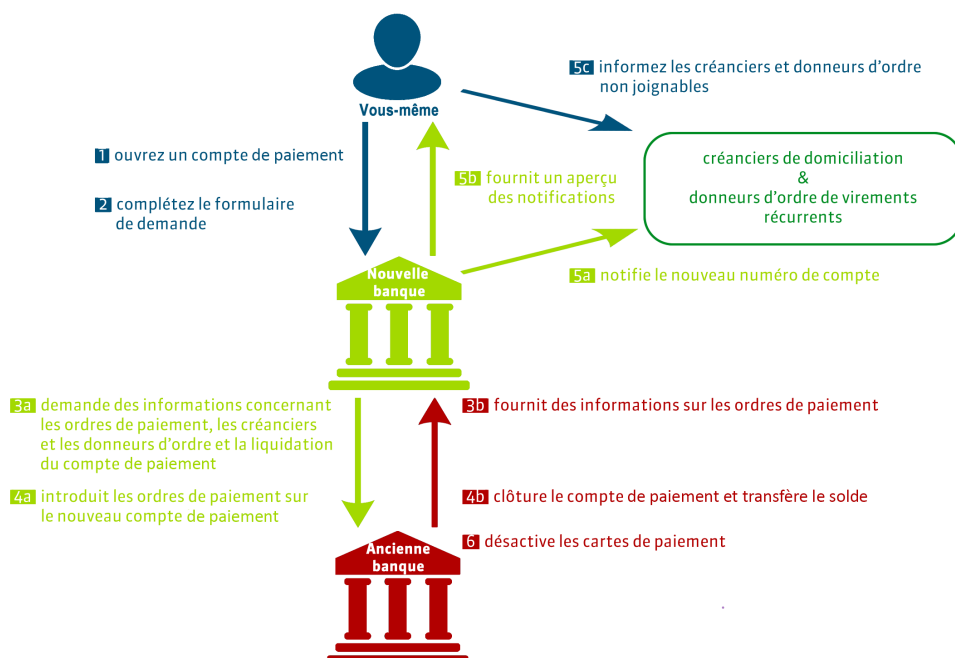 Vous-même
5c informez les créanciers et donneurs d'ordre
non joignables
1 ouvrez un compte de paiement
2 complétez le formulaire
de demande
5b fournit un aperçu
des notifications
créanciers de domiciliation
&
donneurs d'ordre de virements
récurrents
5a notifie le nouveau numéro de compte
Nouvelle
banque
3a demande des informations concernant
les ordres de paiement, les créanciers
et les donneurs d'ordre et la liquidation
du compte de paiement
3b fournit des informations sur les ordres de paiement
4a introduit les ordres de paiement sur
le nouveau compte de paiement
4b clôture le compte de paiement et transfère le solde
6 désactive les cartes de paiement
Ancienne
banque